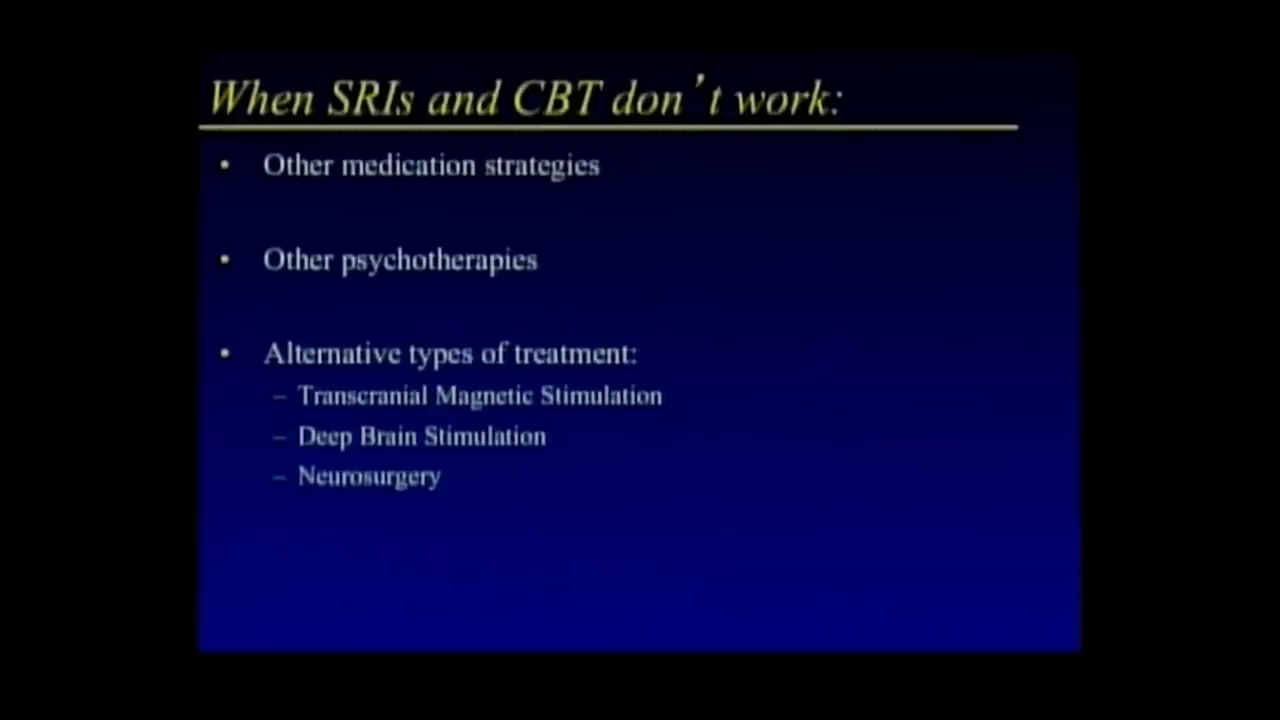 When SRIs and CBT don’t work:
• Other medication strategies
• Other psychotherapies
• Alternative types of treatment:
– Transcranial Magnetic Stimulation
– Deep Brain Stimulation
– Neurosurgery